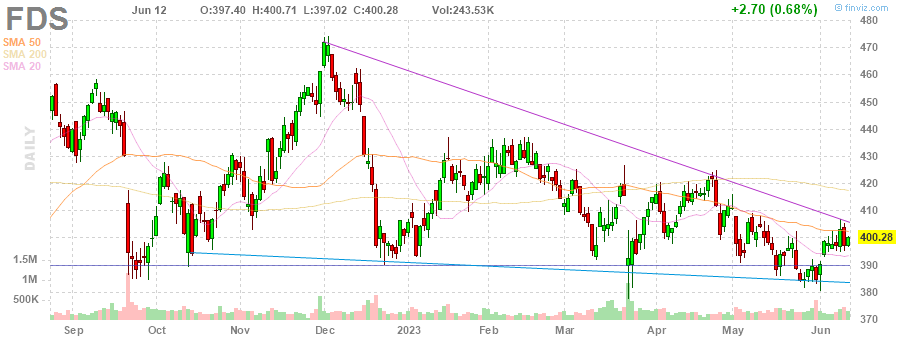 FDS
Jun 12
O:397.40 H:400.71 L:397.02 C:400.28
Vol:243.53K
+2.70 (0.68%)
© finviz.com
SMA 50
SMA 200
SMA 20
DAILY
480
470
460
450
440
430
420
410
400.28
390
380
370
1.5M
1M
500K
Sep
Oct
Nov
Dec
2023
Feb
Mar
Apr
May
Jun